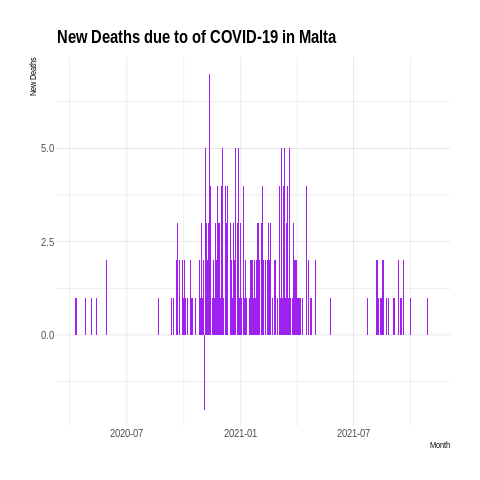 New Deaths due to of COVID-19 in Malta
New Deaths
5.0
2.5
0.0
2020-07 2021-01 2021-07
Month